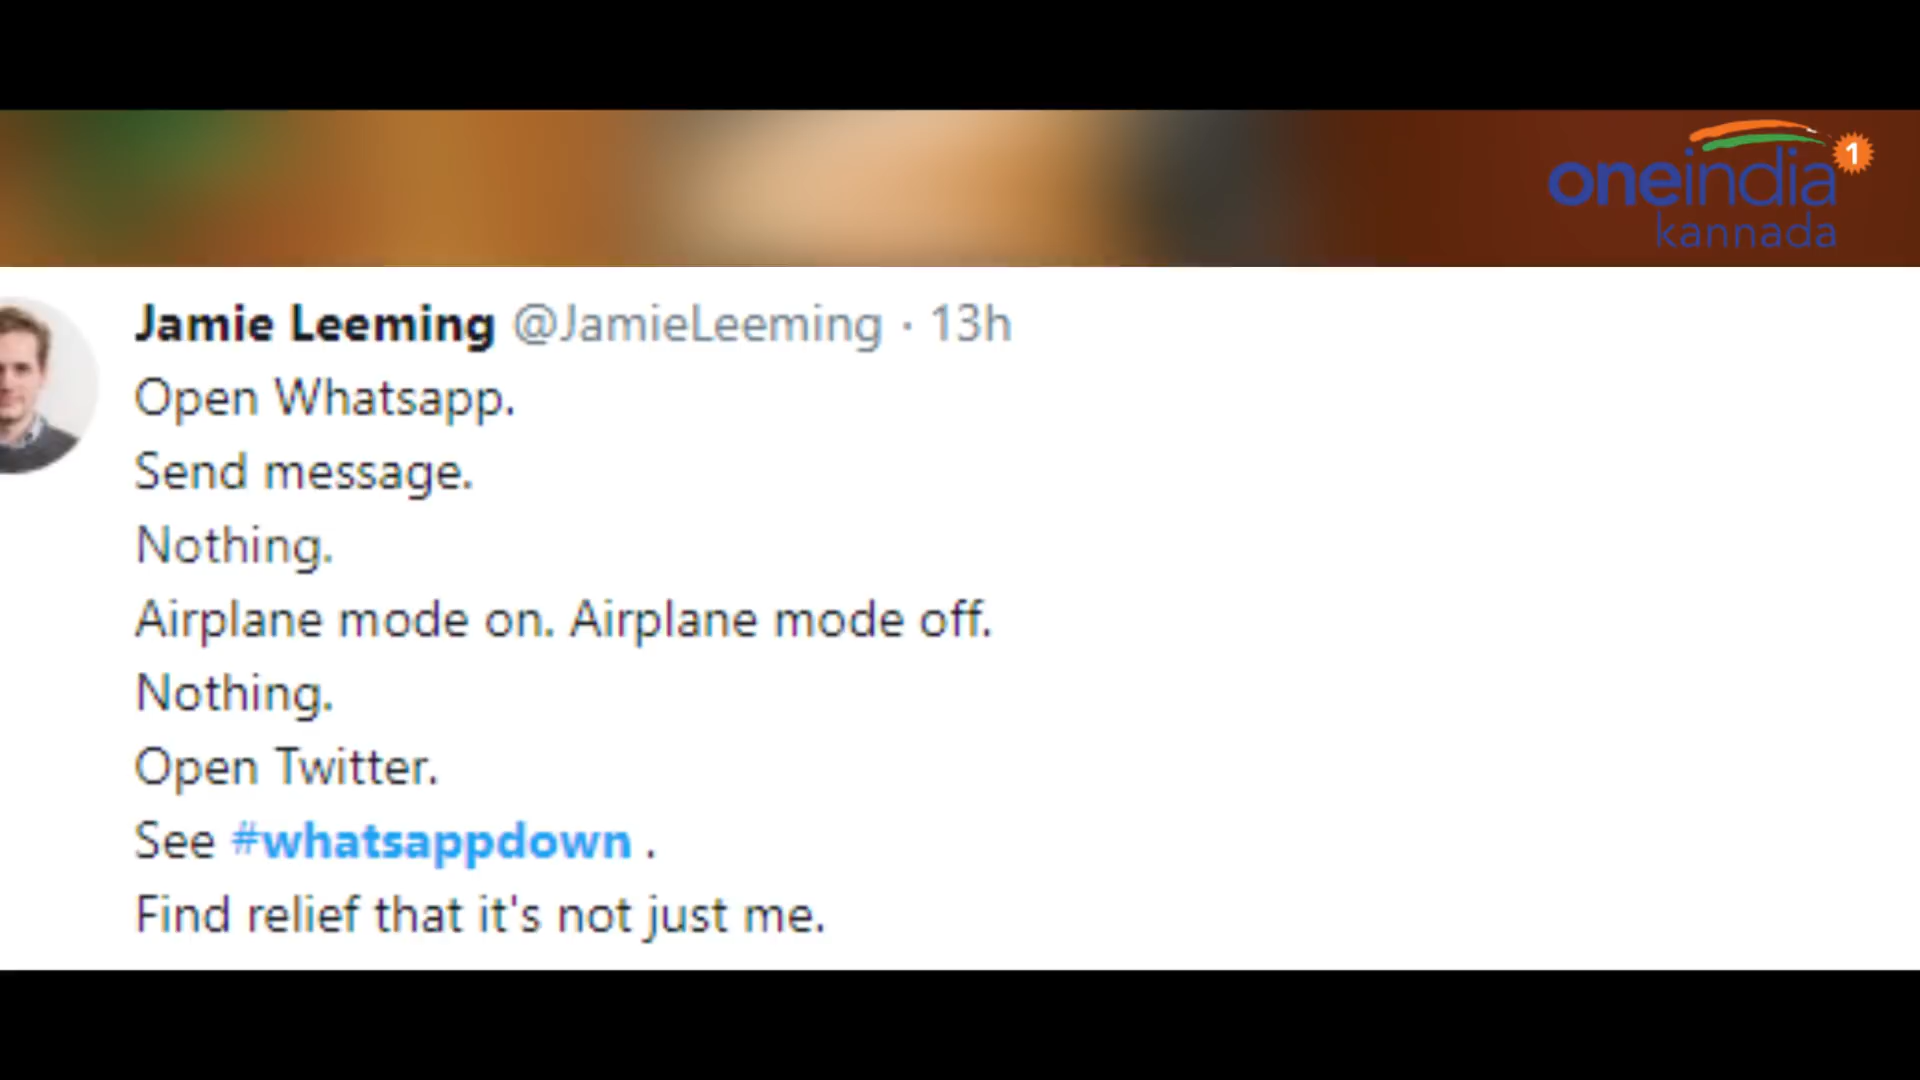 1
oneindia
kannada
Jamie Leeming @JamieLeeming · 13h
Open Whatsapp.
Send message.
Nothing.
Airplane mode on. Airplane mode off.
Nothing.
Open Twitter.
See #whatsappdown .
Find relief that it's not just me.